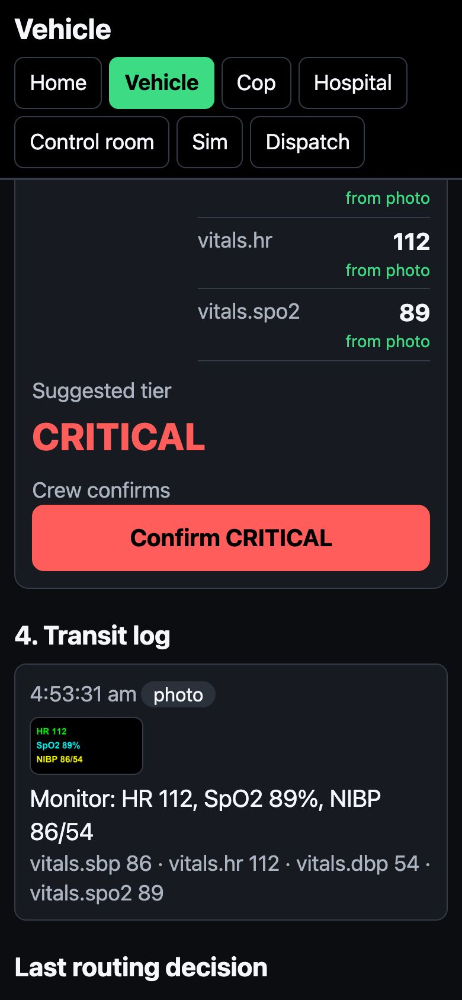 Vehicle
Home
Vehicle
Cop
Hospital
Control room
Sim
Dispatch
from photo
vitals.hr 112
from photo
vitals.spo2 89
from photo
Suggested tier
CRITICAL
Crew confirms
Confirm CRITICAL
4. Transit log
4:53:31 am photo
HR 112
SpO2 89%
NIBP 86/54
Monitor: HR 112, SpO2 89%, NIBP
86/54
vitals.sbp 86 · vitals.hr 112 · vitals.dbp 54 ·
vitals.spo2 89
Last routing decision